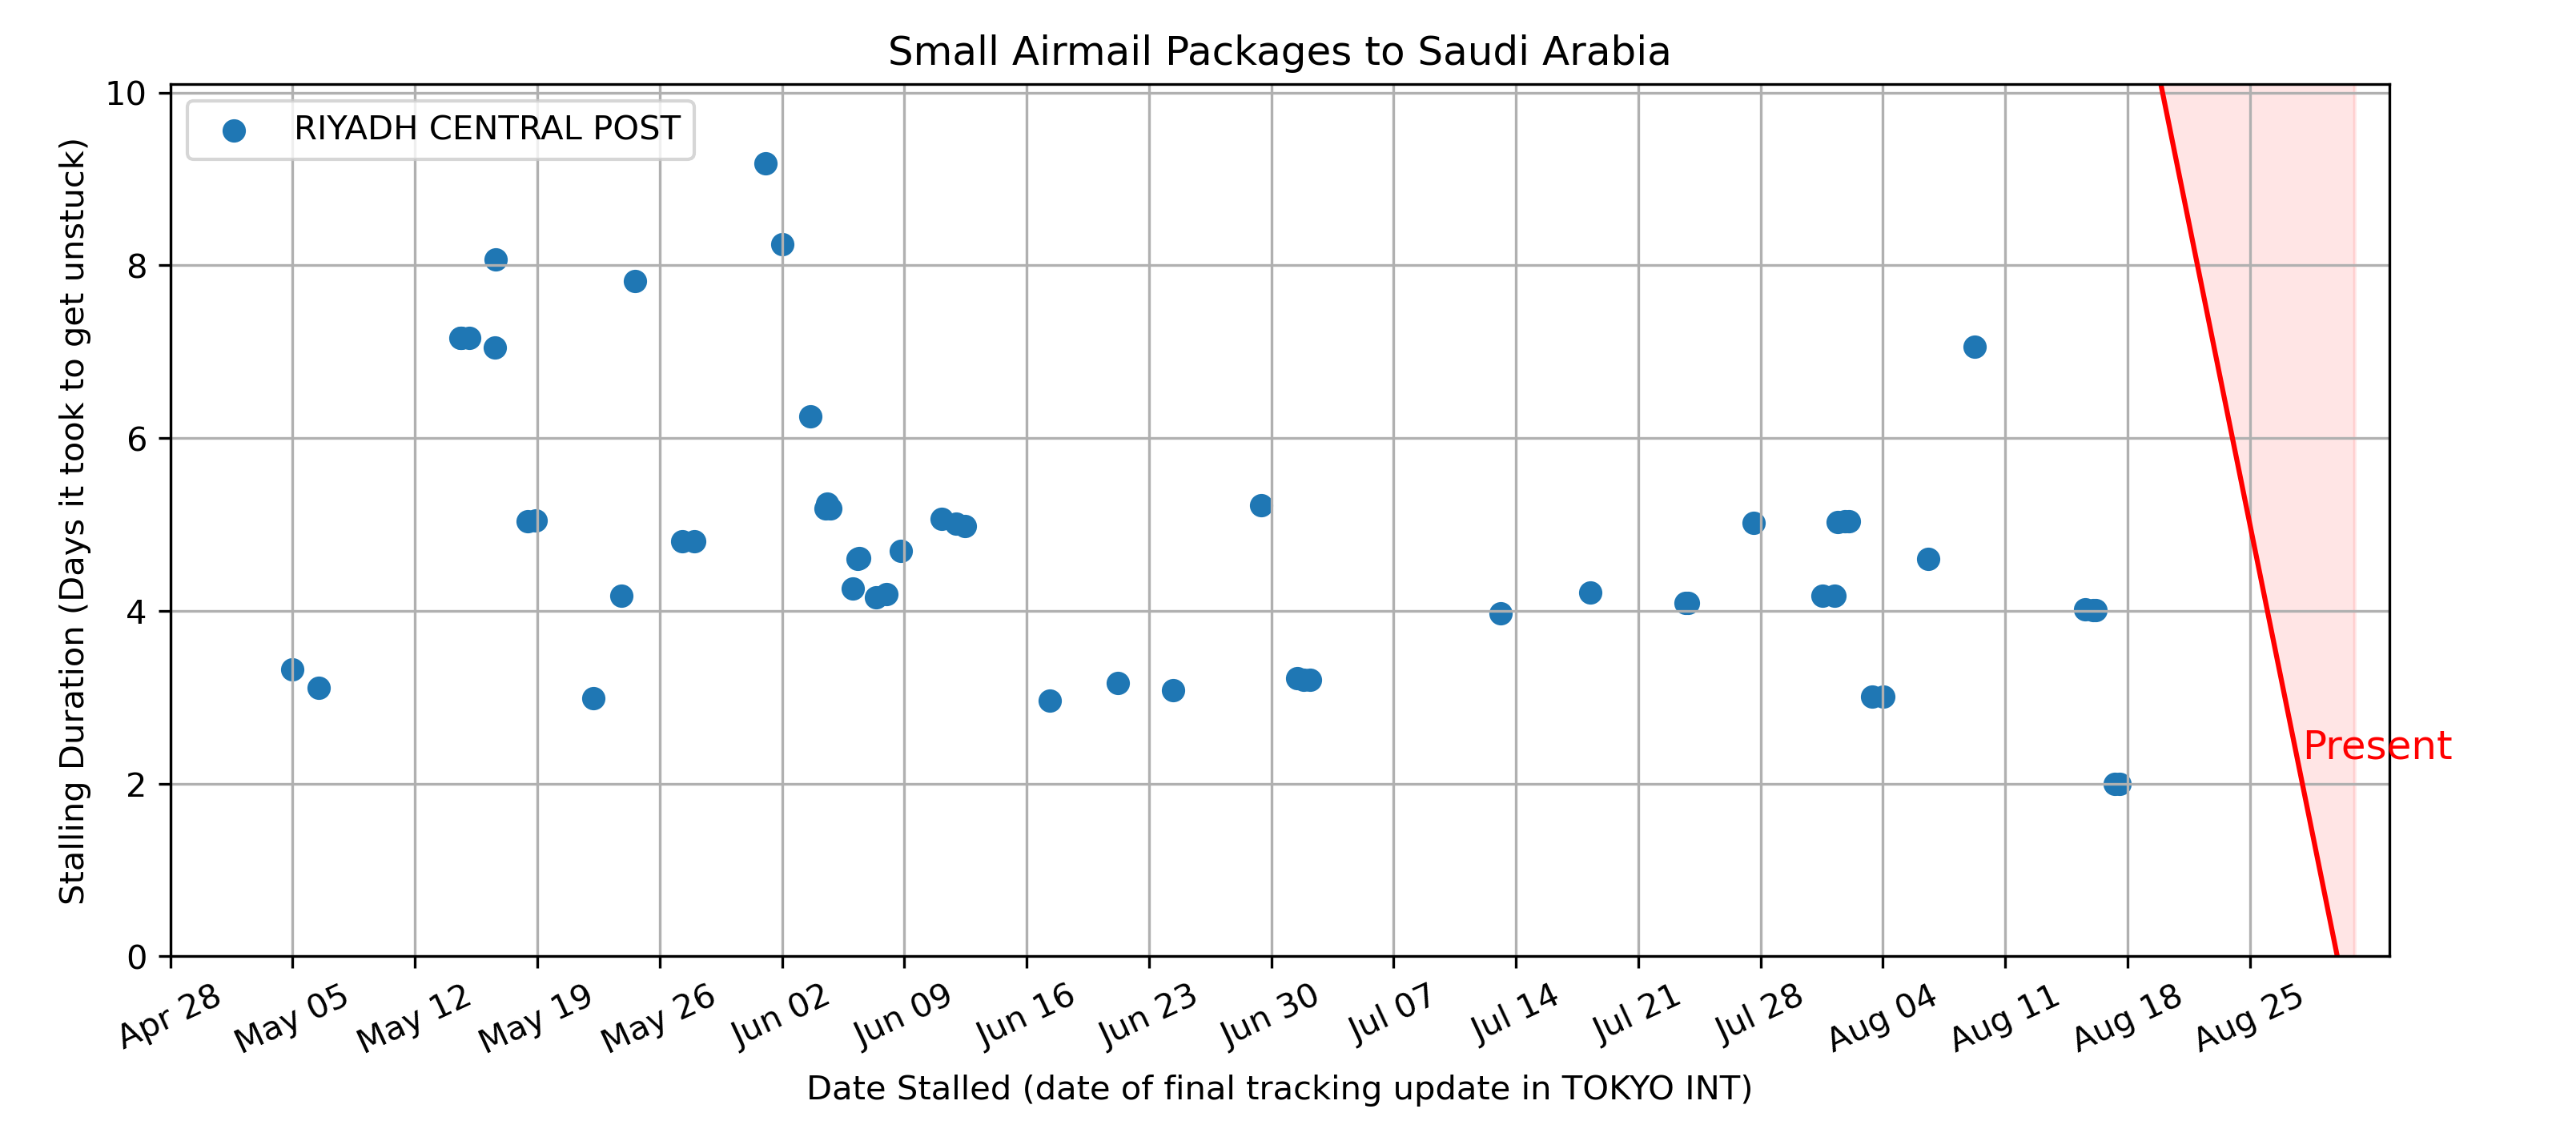 Small Airmail Packages to Saudi Arabia
RIYADH CENTRAL POST
Stalling Duration (Days it took to get unstuck)
10
8
6
4
2
0
Present
Apr 28 May 05 May 12 May 19 May 26 Jun 02 Jun 09 Jun 16 Jun 23 Jun 30 Jul 07 Jul 14 Jul 21 Jul 28 Aug 04 Aug 11 Aug 18 Aug 25
Date Stalled (date of final tracking update in TOKYO INT)